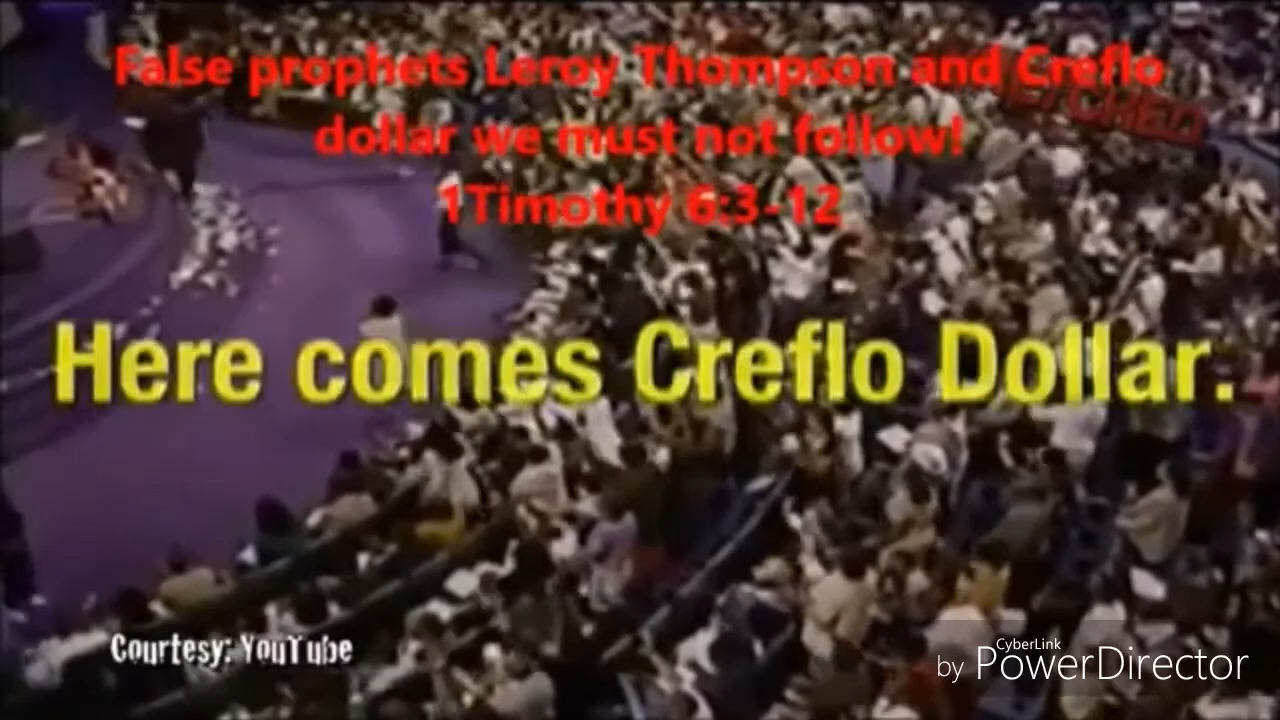 False prophets Leroy Thompson and Creflo
dollar we must not follow!
1Timothy 6:3-12
Here comes Creflo Dollar.
Courtesy: YouTube
CyberLink
by PowerDirector